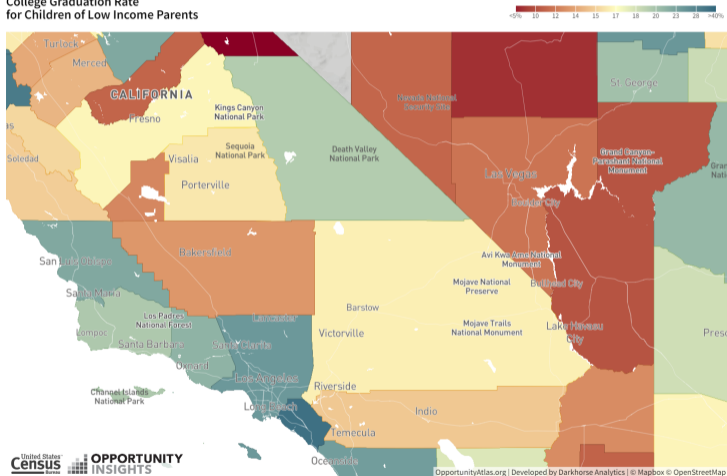 College Graduation Rate
for Children of Low Income Parents
<5% 10 12 14 15 17 18 20 23 28 >40%
Turlock
Merced
CALIFORNIA
Fresno
Kings Canyon
National Park
Soledad
Visalia
Sequoia
National Park
Porterville
Death Valley
National Park
Nevada National
Security Site
St. George
Las Vegas
Grand Canyon-
Parashant National
Monument
Boulder City
San Luis Obispo
Bakersfield
Avi Kwa Ame National
Monument
Santa Maria
Mojave National
Preserve
Bullhead City
Los Padres
National Forest
Lancaster
Barstow
Lompoc
Santa Barbara
Santa Clarita
Victorville
Mojave Trails
National Monument
Lake Havasu
City
Presc
Oxnard
Los Angeles
Channel Islands
National Park
Riverside
Long Beach
Indio
Temecula
Oceanside
United States
Census
Bureau
OPPORTUNITY
INSIGHTS
OpportunityAtlas.org | Developed by Darkhorse Analytics | © Mapbox © OpenStreetMap